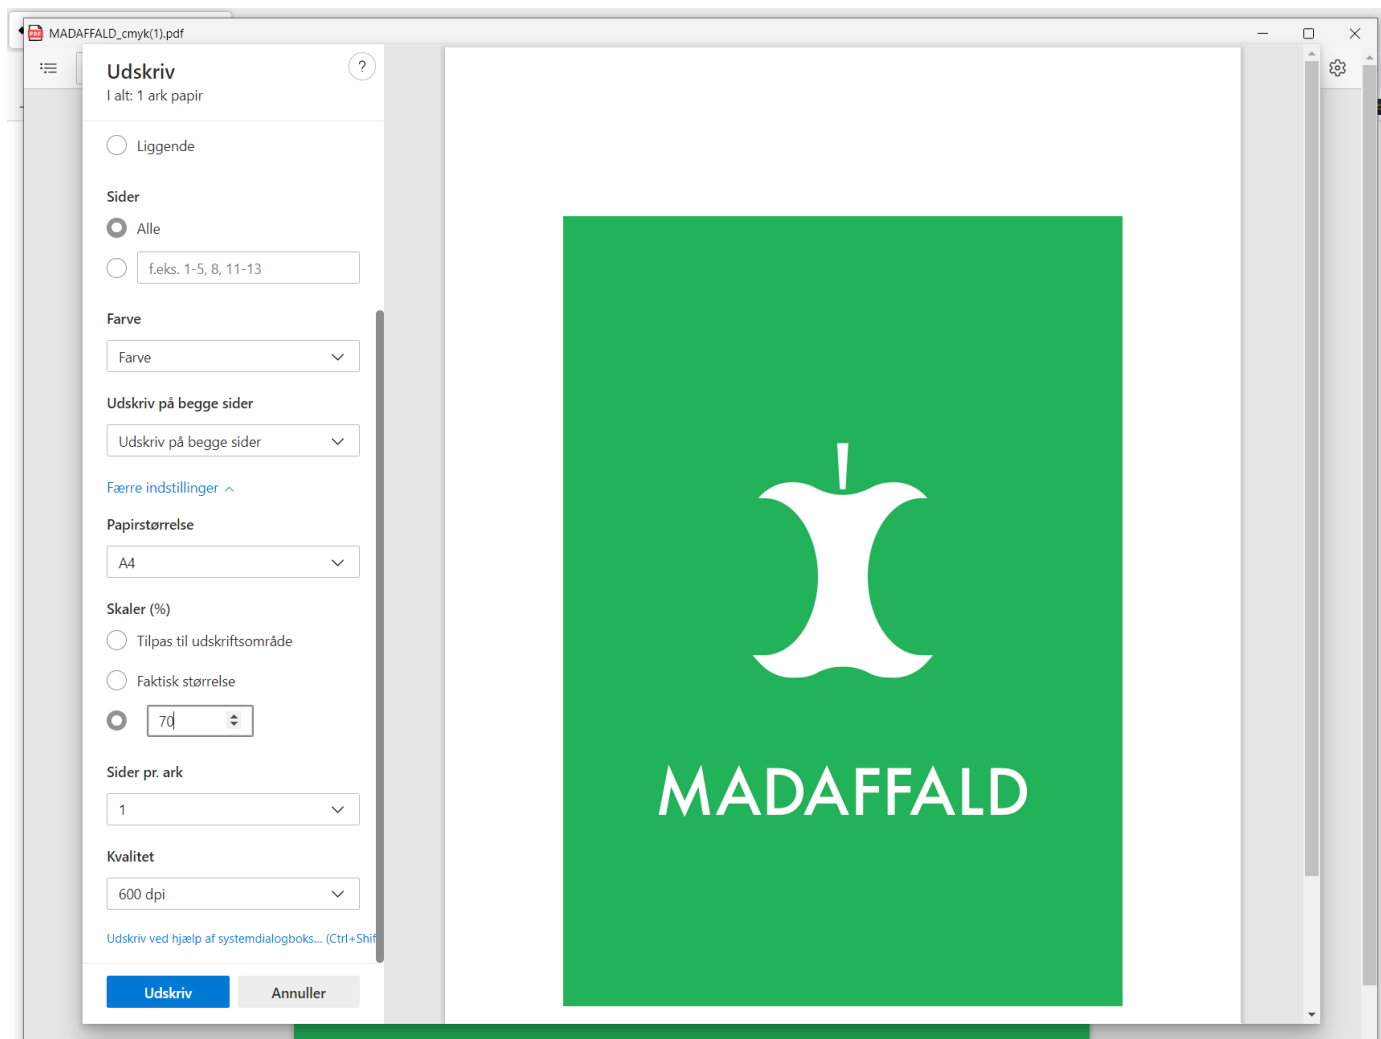 MADAFFALD_cmyk(1).pdf
Udskriv
?
I alt: 1 ark papir
Liggende
Sider
Alle
f.eks. 1-5, 8, 11-13
Farve
Farve
Udskriv på begge sider
Udskriv på begge sider
Færre indstillinger
Papirstørrelse
A4
Skaler (%)
Tilpas til udskriftsområde
Faktisk størrelse
70
Sider pr. ark
1
Kvalitet
600 dpi
Udskriv ved hjælp af systemdialogboks... (Ctrl+Shif
Udskriv
Annuller
MADAFFALD